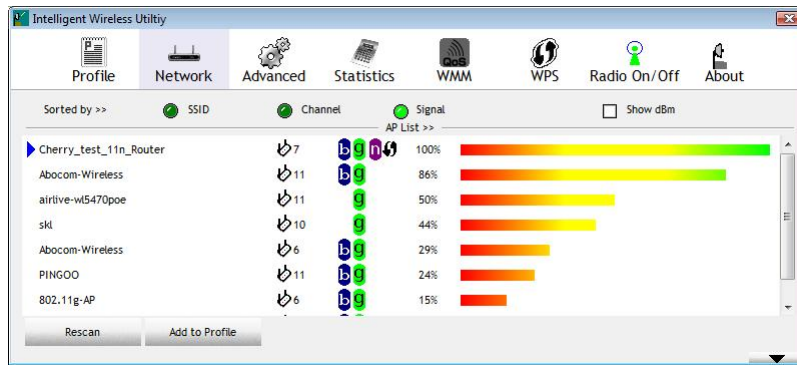 Intelligent Wireless Utiltiy
Profile Network Advanced Statistics QoS WMM WPS Radio On/Off About
Sorted by >> SSID Channel Signal Show dBm
AP List >>
Cherry_test_11n_Router 7 b g n 100%
Abocom-Wireless 11 b g 86%
airlive-wl5470poe 11 g 50%
skl 10 g 44%
Abocom-Wireless 6 b g 29%
PINGOO 11 b g 24%
802.11g-AP 6 b g 15%
Rescan Add to Profile